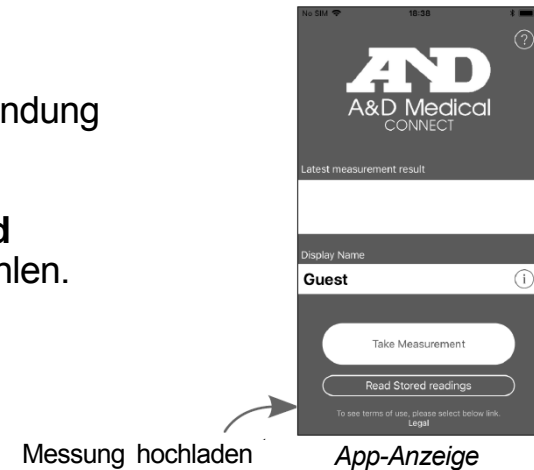 No SIM 18:38
?
AND
A&D Medical
CONNECT
Latest measurement result
Display Name
Guest i
Take Measurement
Read Stored readings
To see terms of use, please select below link.
Legal
ndung
d
hlen.
Messung hochladen
App-Anzeige